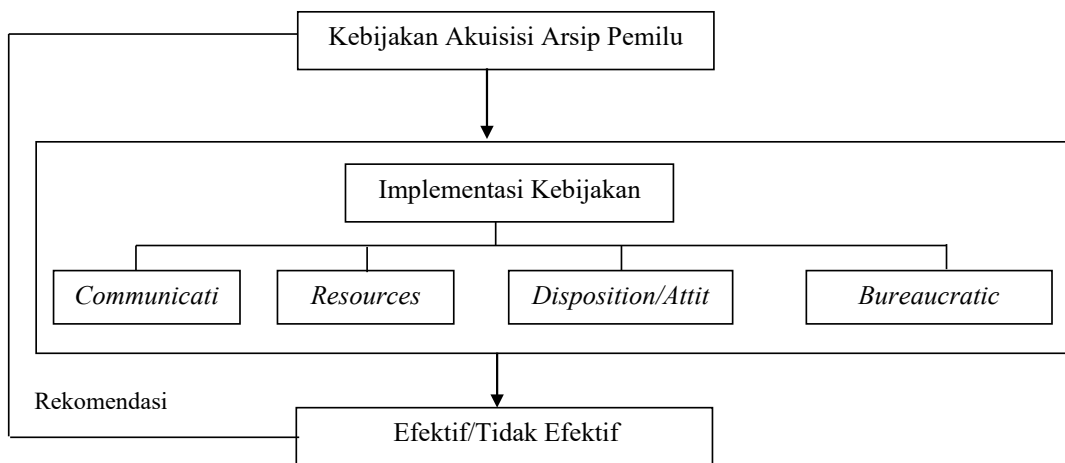 Kebijakan Akuisisi Arsip Pemilu
Implementasi Kebijakan
Communicati
Resources
Disposition/Attit
Bureaucratic
Rekomendasi
Efektif/Tidak Efektif